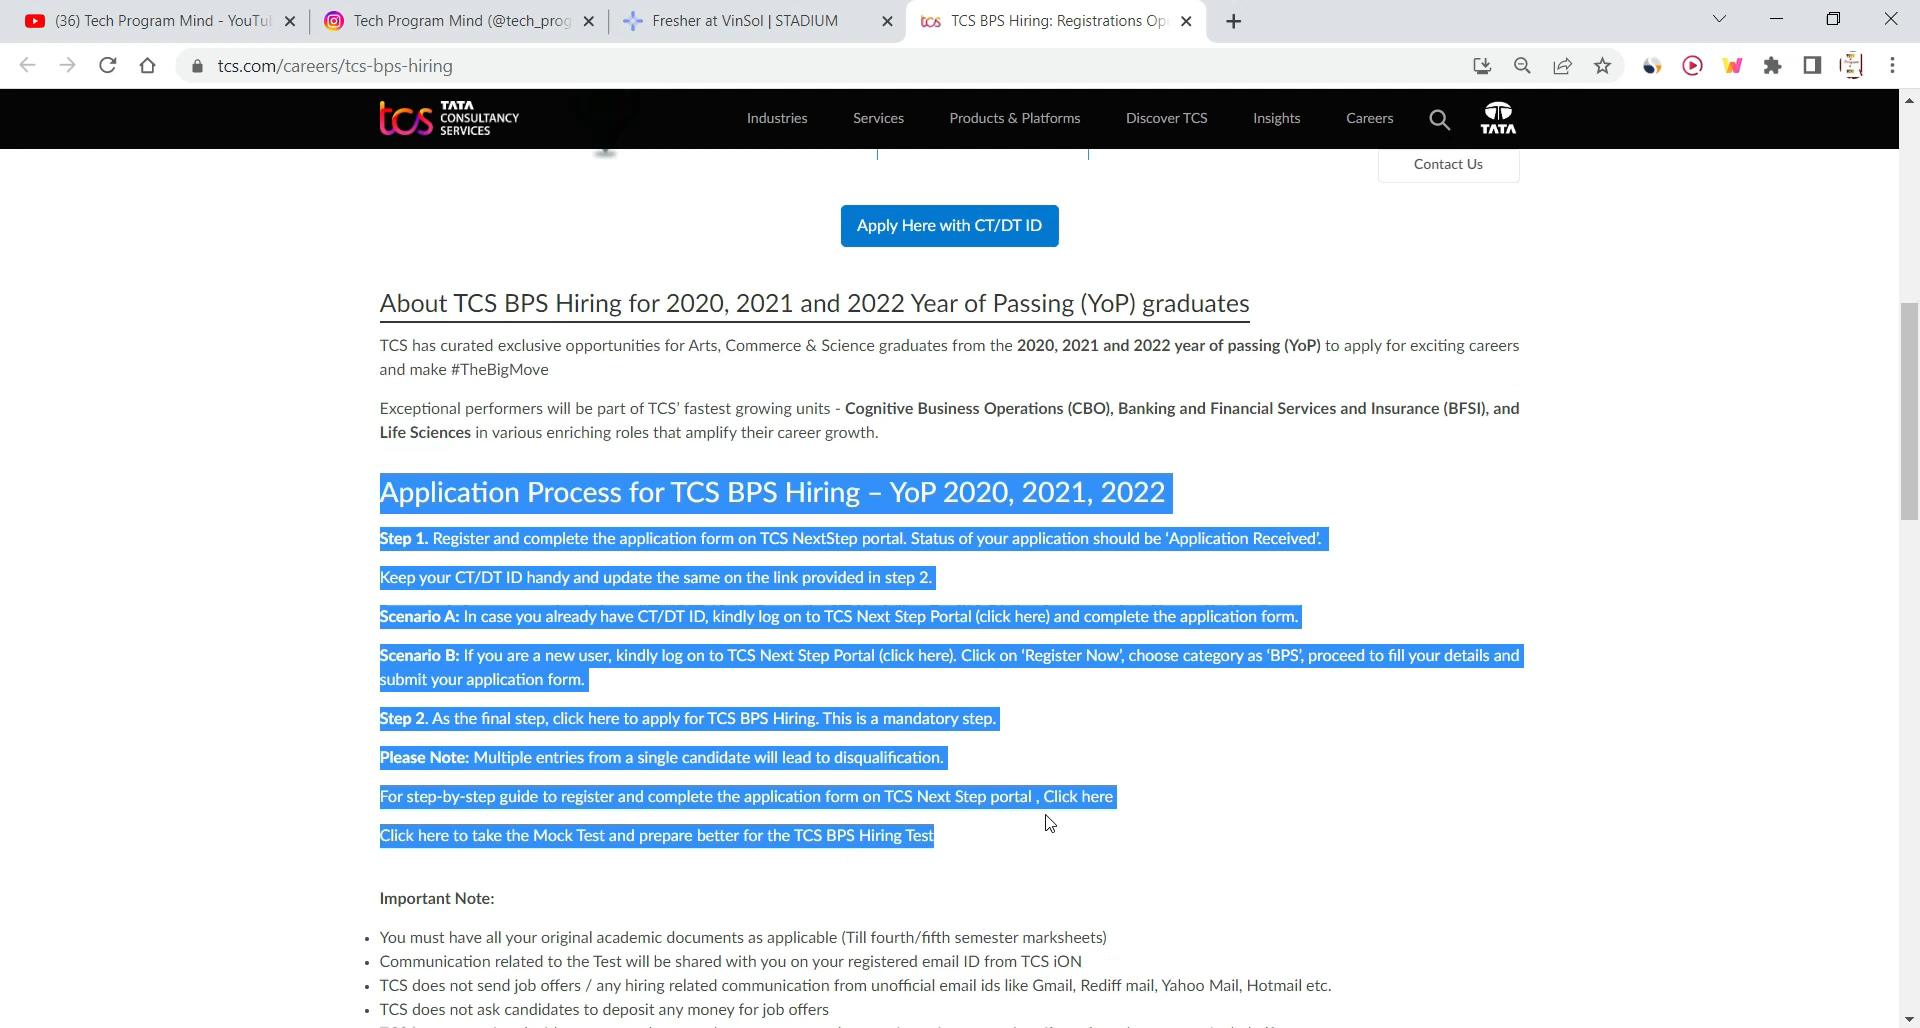 (36) Tech Program Mind - YouTu
Tech Program Mind (@tech_prog
Fresher at VinSol | STADIUM
tcs TCS BPS Hiring: Registrations Op
tcs.com/careers/tcs-bps-hiring
tcs TATA CONSULTANCY SERVICES
Industries
Services
Products & Platforms
Discover TCS
Insights
Careers
TATA
Contact Us
Apply Here with CT/DT ID
About TCS BPS Hiring for 2020, 2021 and 2022 Year of Passing (YoP) graduates
TCS has curated exclusive opportunities for Arts, Commerce & Science graduates from the 2020, 2021 and 2022 year of passing (YoP) to apply for exciting careers
and make #TheBigMove
Exceptional performers will be part of TCS’ fastest growing units - Cognitive Business Operations (CBO), Banking and Financial Services and Insurance (BFSI), and
Life Sciences in various enriching roles that amplify their career growth.
Application Process for TCS BPS Hiring – YoP 2020, 2021, 2022
Step 1. Register and complete the application form on TCS NextStep portal. Status of your application should be ‘Application Received’.
Keep your CT/DT ID handy and update the same on the link provided in step 2.
Scenario A: In case you already have CT/DT ID, kindly log on to TCS Next Step Portal (click here) and complete the application form.
Scenario B: If you are a new user, kindly log on to TCS Next Step Portal (click here). Click on ‘Register Now’, choose category as ‘BPS’, proceed to fill your details and
submit your application form.
Step 2. As the final step, click here to apply for TCS BPS Hiring. This is a mandatory step.
Please Note: Multiple entries from a single candidate will lead to disqualification.
For step-by-step guide to register and complete the application form on TCS Next Step portal , Click here
Click here to take the Mock Test and prepare better for the TCS BPS Hiring Test
Important Note:
• You must have all your original academic documents as applicable (Till fourth/fifth semester marksheets)
• Communication related to the Test will be shared with you on your registered email ID from TCS iON
• TCS does not send job offers / any hiring related communication from unofficial email ids like Gmail, Rediff mail, Yahoo Mail, Hotmail etc.
• TCS does not ask candidates to deposit any money for job offers